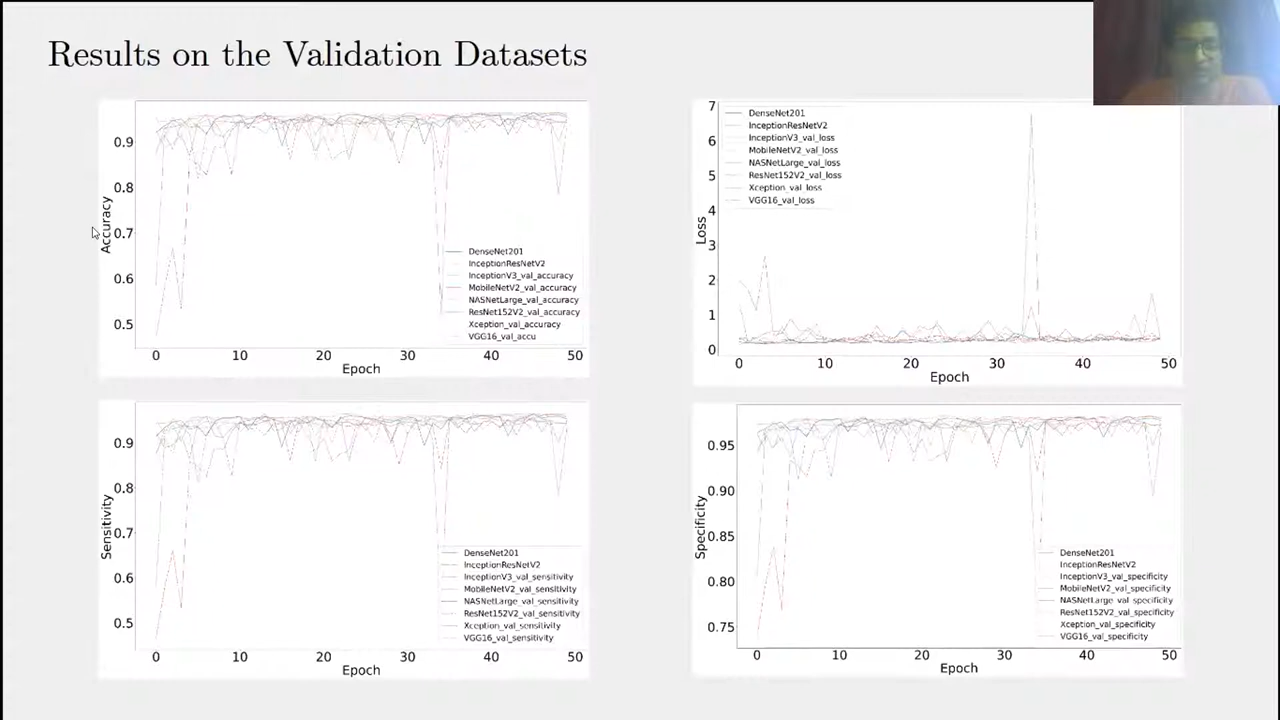 Results on the Validation Datasets
Accuracy
0.9
0.8
0.7
0.6
0.5
DenseNet201
InceptionResNetV2
InceptionV3_val_accuracy
MobileNetV2_val_accuracy
NASNetLarge_val_accuracy
ResNet152V2_val_accuracy
Xception_val_accuracy
VGG16_val_accu
0 10 20 30 40 50
Epoch
Loss
7
6
5
4
3
2
1
0
DenseNet201
InceptionResNetV2
InceptionV3_val_loss
MobileNetV2_val_loss
NASNetLarge_val_loss
ResNet152V2_val_loss
Xception_val_loss
VGG16_val_loss
0 10 20 30 40 50
Epoch
Sensitivity
0.9
0.8
0.7
0.6
0.5
DenseNet201
InceptionResNetV2
InceptionV3_val_sensitivity
MobileNetV2_val_sensitivity
NASNetLarge_val_sensitivity
ResNet152V2_val_sensitivity
Xception_val_sensitivity
VGG16_val_sensitivity
0 10 20 30 40 50
Epoch
Specificity
0.95
0.90
0.85
0.80
0.75
DenseNet201
InceptionResNetV2
InceptionV3_val_specificity
MobileNetV2_val_specificity
NASNetLarge_val_specificity
ResNet152V2_val_specificity
Xception_val_specificity
VGG16_val_specificity
0 10 20 30 40 50
Epoch